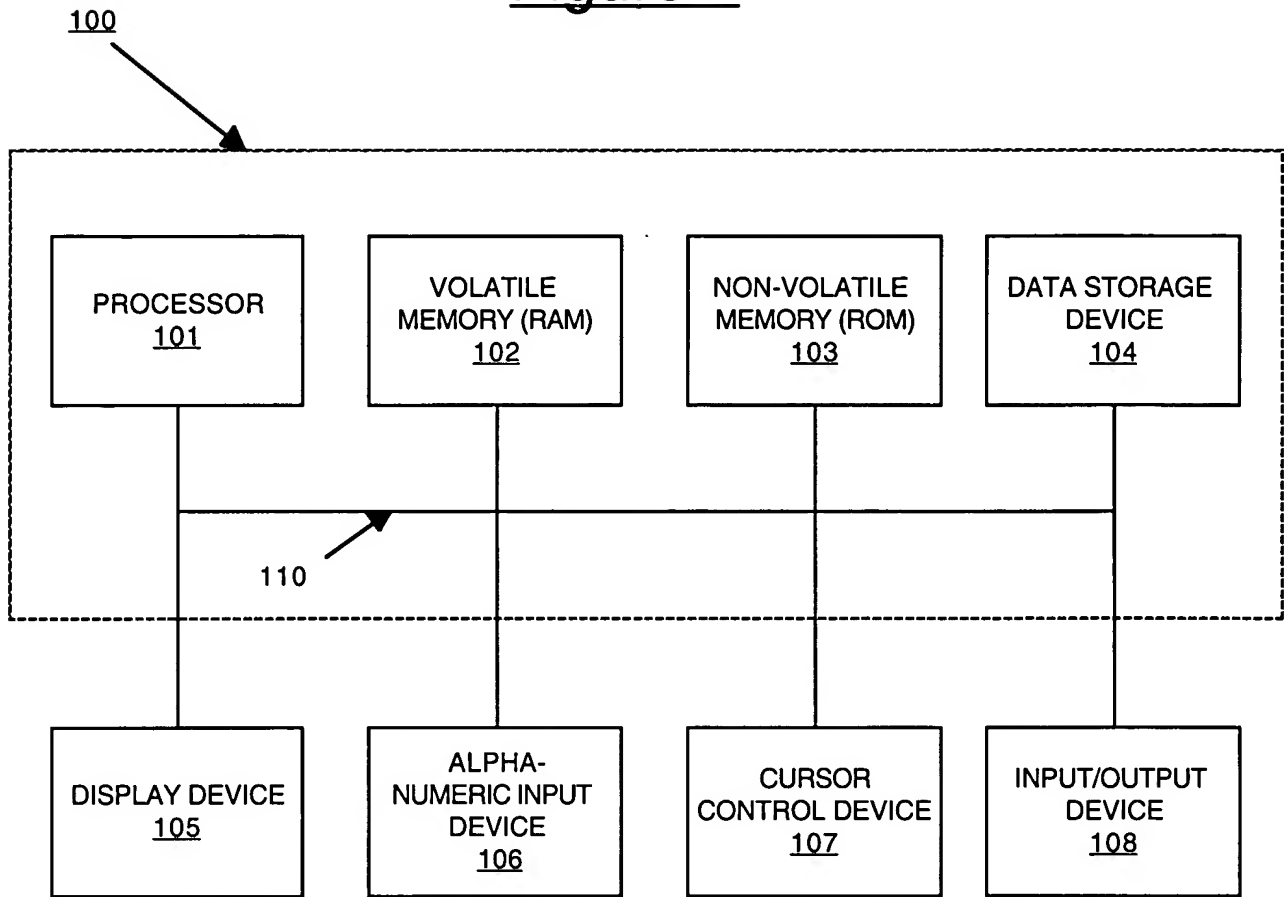 100
PROCESSOR
101
VOLATILE
MEMORY (RAM)
102
NON-VOLATILE
MEMORY (ROM)
103
DATA STORAGE
DEVICE
104
110
DISPLAY DEVICE
105
ALPHA-
NUMERIC INPUT
DEVICE
106
CURSOR
CONTROL DEVICE
107
INPUT/OUTPUT
DEVICE
108